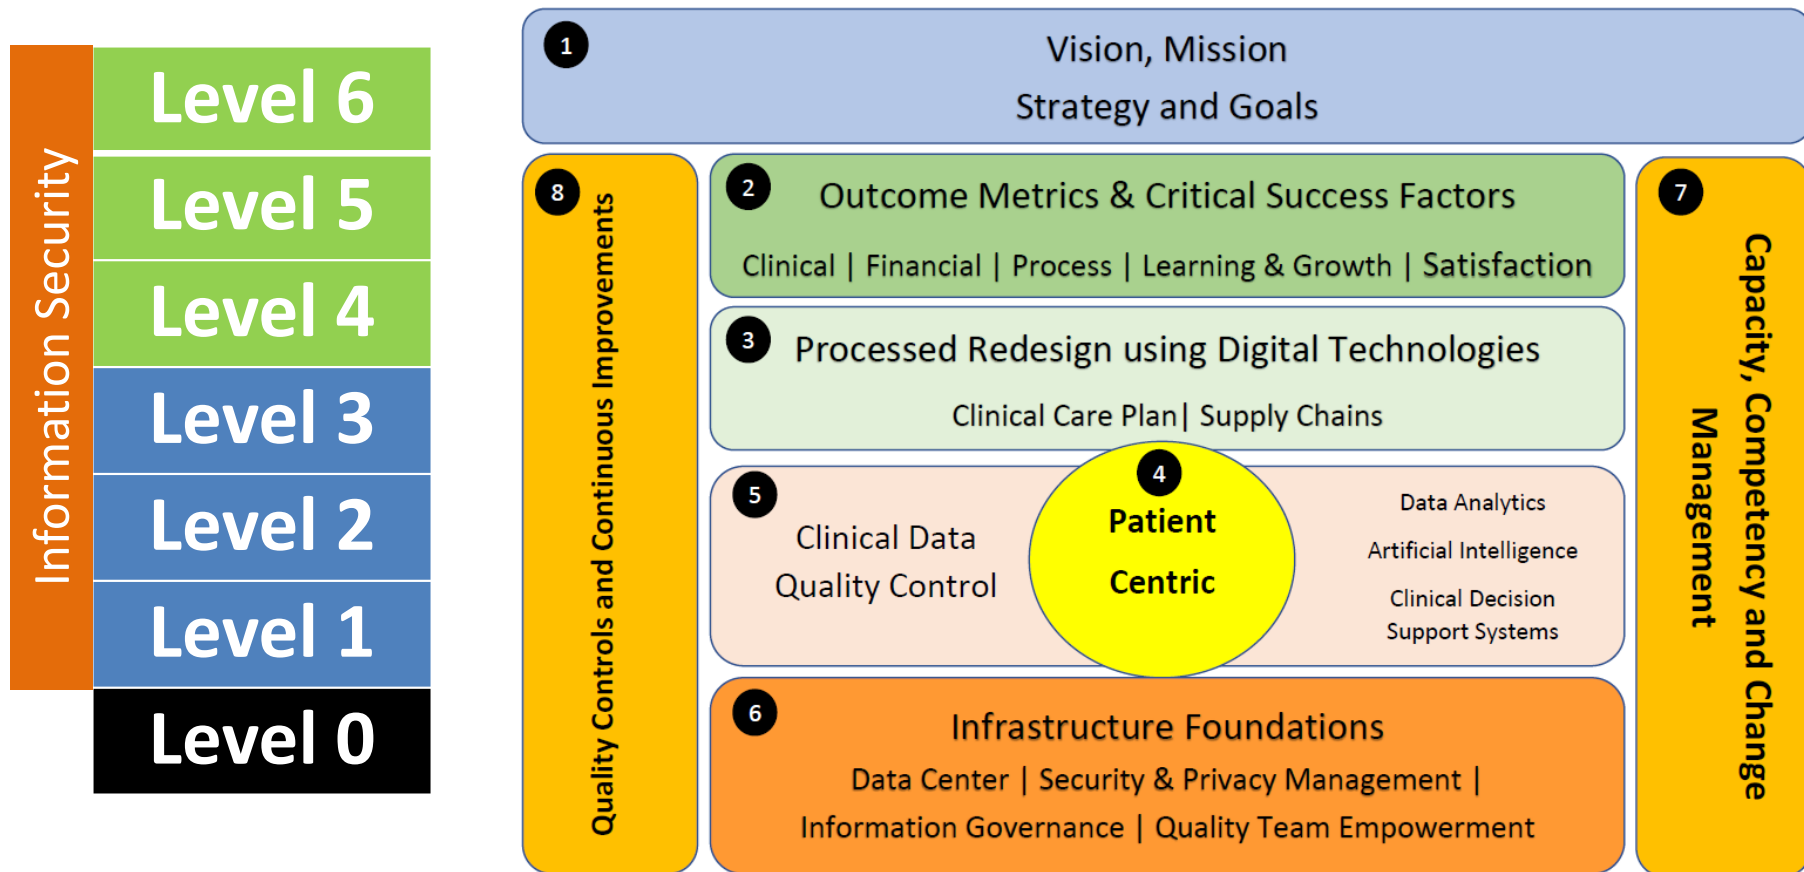 Information Security
Level 6
Level 5
Level 4
Level 3
Level 2
Level 1
Level 0
1
Vision, Mission
Strategy and Goals
8
Quality Controls and Continuous Improvements
2
Outcome Metrics & Critical Success Factors
Clinical | Financial | Process | Learning & Growth | Satisfaction
3
Processed Redesign using Digital Technologies
Clinical Care Plan| Supply Chains
4
Patient
Centric
5
Clinical Data
Quality Control
Data Analytics
Artificial Intelligence
Clinical Decision
Support Systems
6
Infrastructure Foundations
Data Center | Security & Privacy Management |
Information Governance | Quality Team Empowerment
7
Capacity, Competency and Change
Management